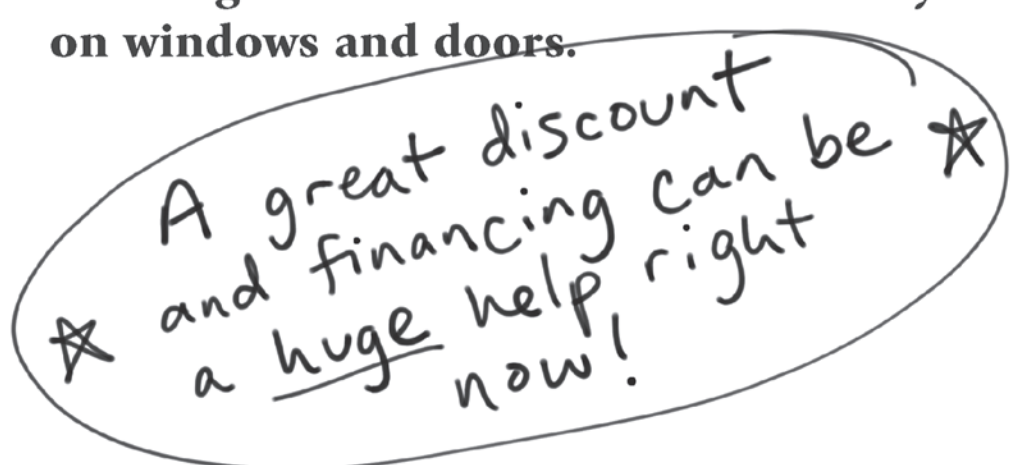 on windows and doors.
A great discount
and financing can be
a huge help right
now!